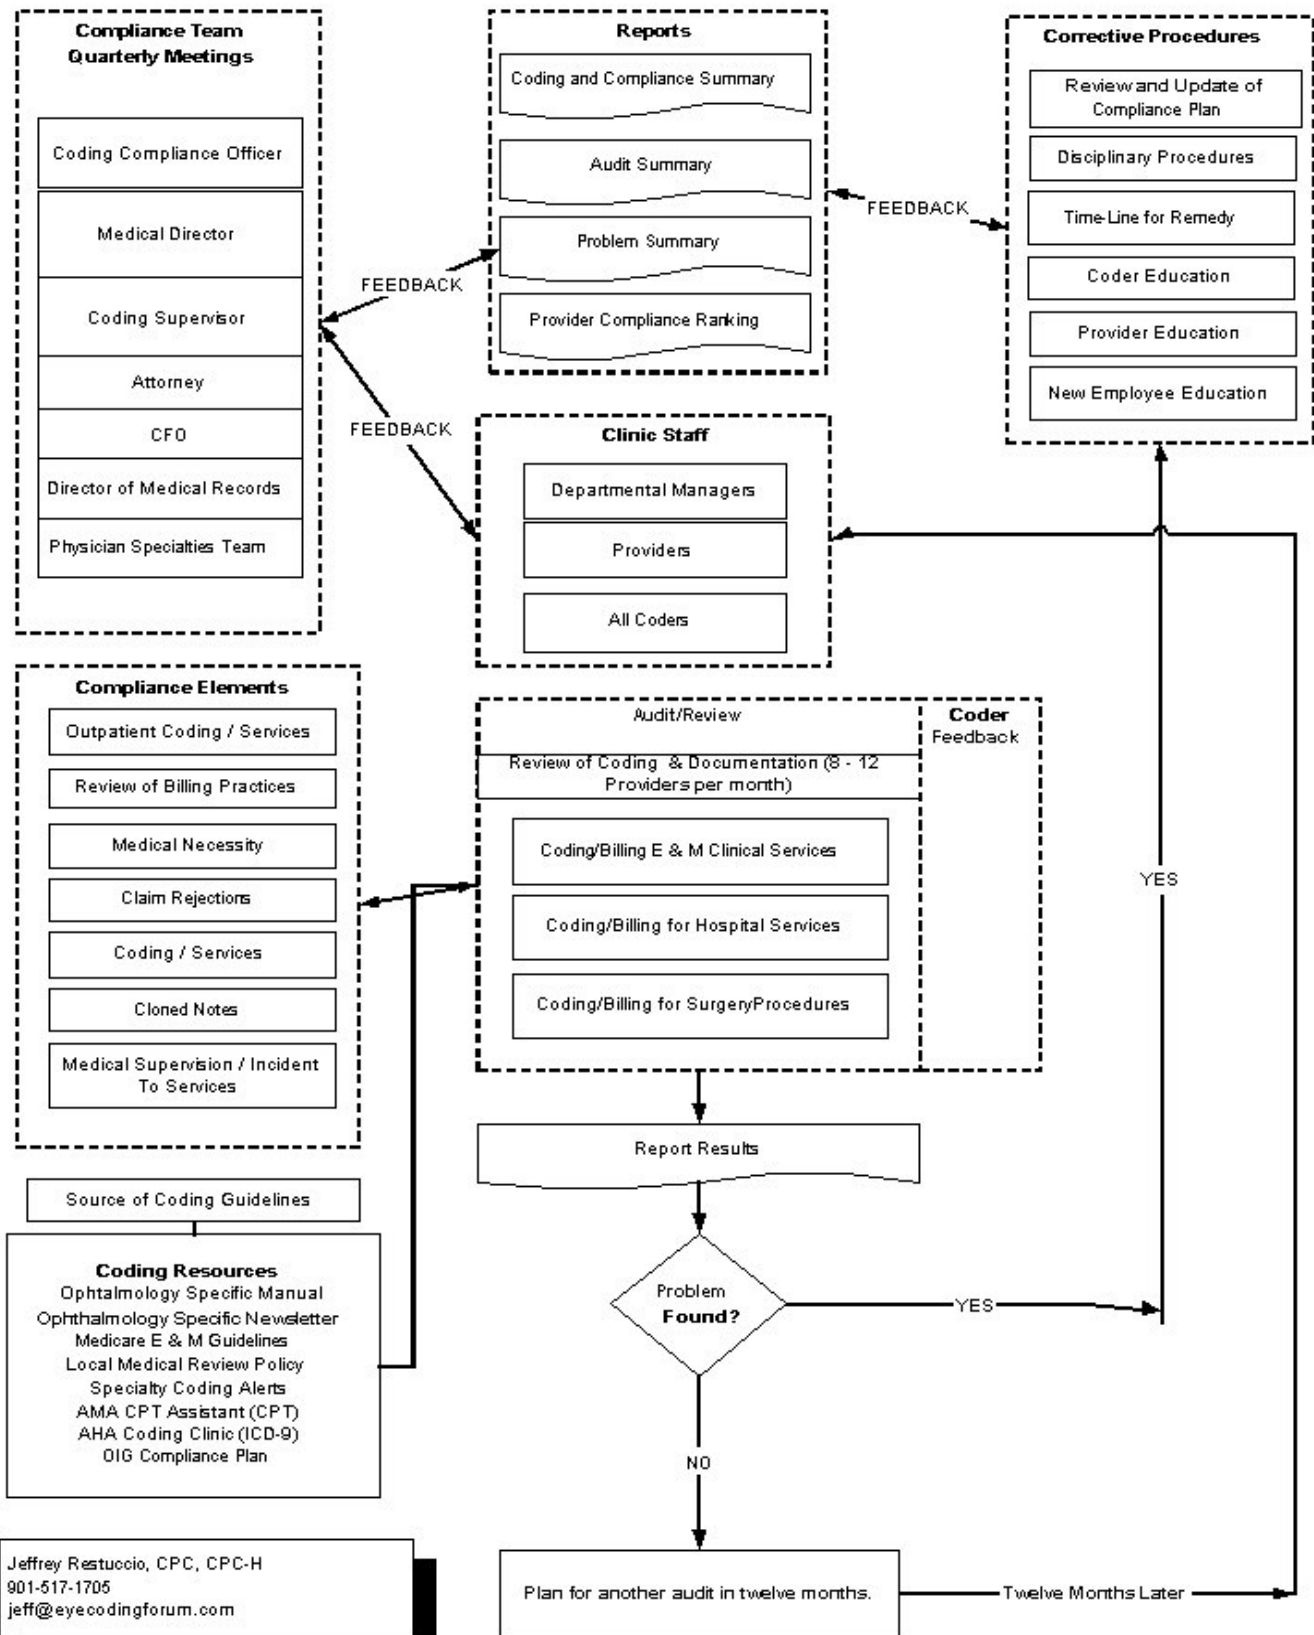 Compliance Team
Quarterly Meetings
Coding Compliance Officer
Medical Director
Coding Supervisor
Attorney
CFO
Director of Medical Records
Physician Specialties Team
FEEDBACK
FEEDBACK
Reports
Coding and Compliance Summary
Audit Summary
Problem Summary
Provider Compliance Ranking
FEEDBACK
Corrective Procedures
Review and Update of
Compliance Plan
Disciplinary Procedures
Time-Line for Remedy
Coder Education
Provider Education
New Employee Education
Clinic Staff
Departmental Managers
Providers
All Coders
Compliance Elements
Outpatient Coding / Services
Review of Billing Practices
Medical Necessity
Claim Rejections
Coding / Services
Cloned Notes
Medical Supervision / Incident
To Services
Audit/Review
Review of Coding & Documentation (8 - 12
Providers per month)
Coding/Billing E & M Clinical Services
Coding/Billing for Hospital Services
Coding/Billing for SurgeryProcedures
Coder
Feedback
YES
Report Results
Problem
Found?
YES
NO
Source of Coding Guidelines
Coding Resources
Ophtalmology Specific Manual
Ophthalmology Specific Newsletter
Medicare E & M Guidelines
Local Medical Review Policy
Specialty Coding Alerts
AMA CPT Assistant (CPT)
AHA Coding Clinic (ICD-9)
OIG Compliance Plan
Plan for another audit in twelve months.
Twelve Months Later
Jeffrey Restuccio, CPC, CPC-H
901-517-1705
jeff@eyecodingforum.com